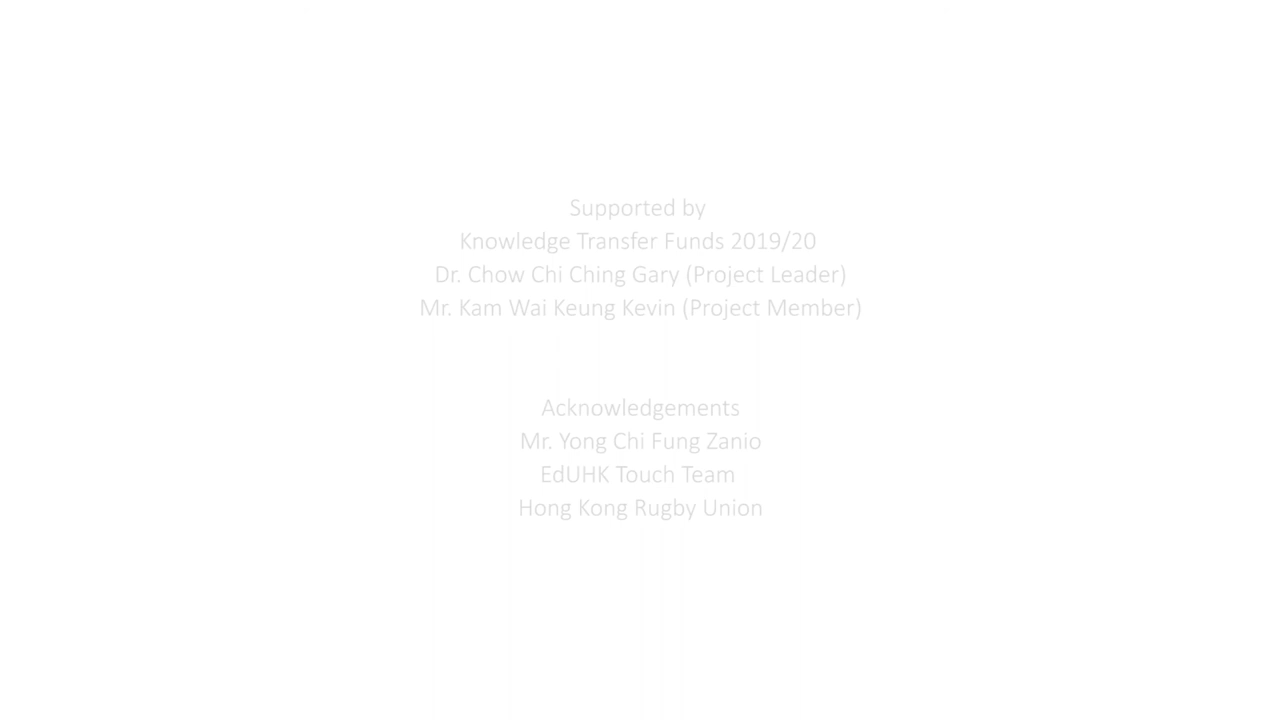 Supported by
Knowledge Transfer Funds 2019/20
Dr. Chow Chi Ching Gary (Project Leader)
Mr. Kam Wai Keung Kevin (Project Member)
Acknowledgements
Mr. Yong Chi Fung Zanio
EdUHK Touch Team
Hong Kong Rugby Union